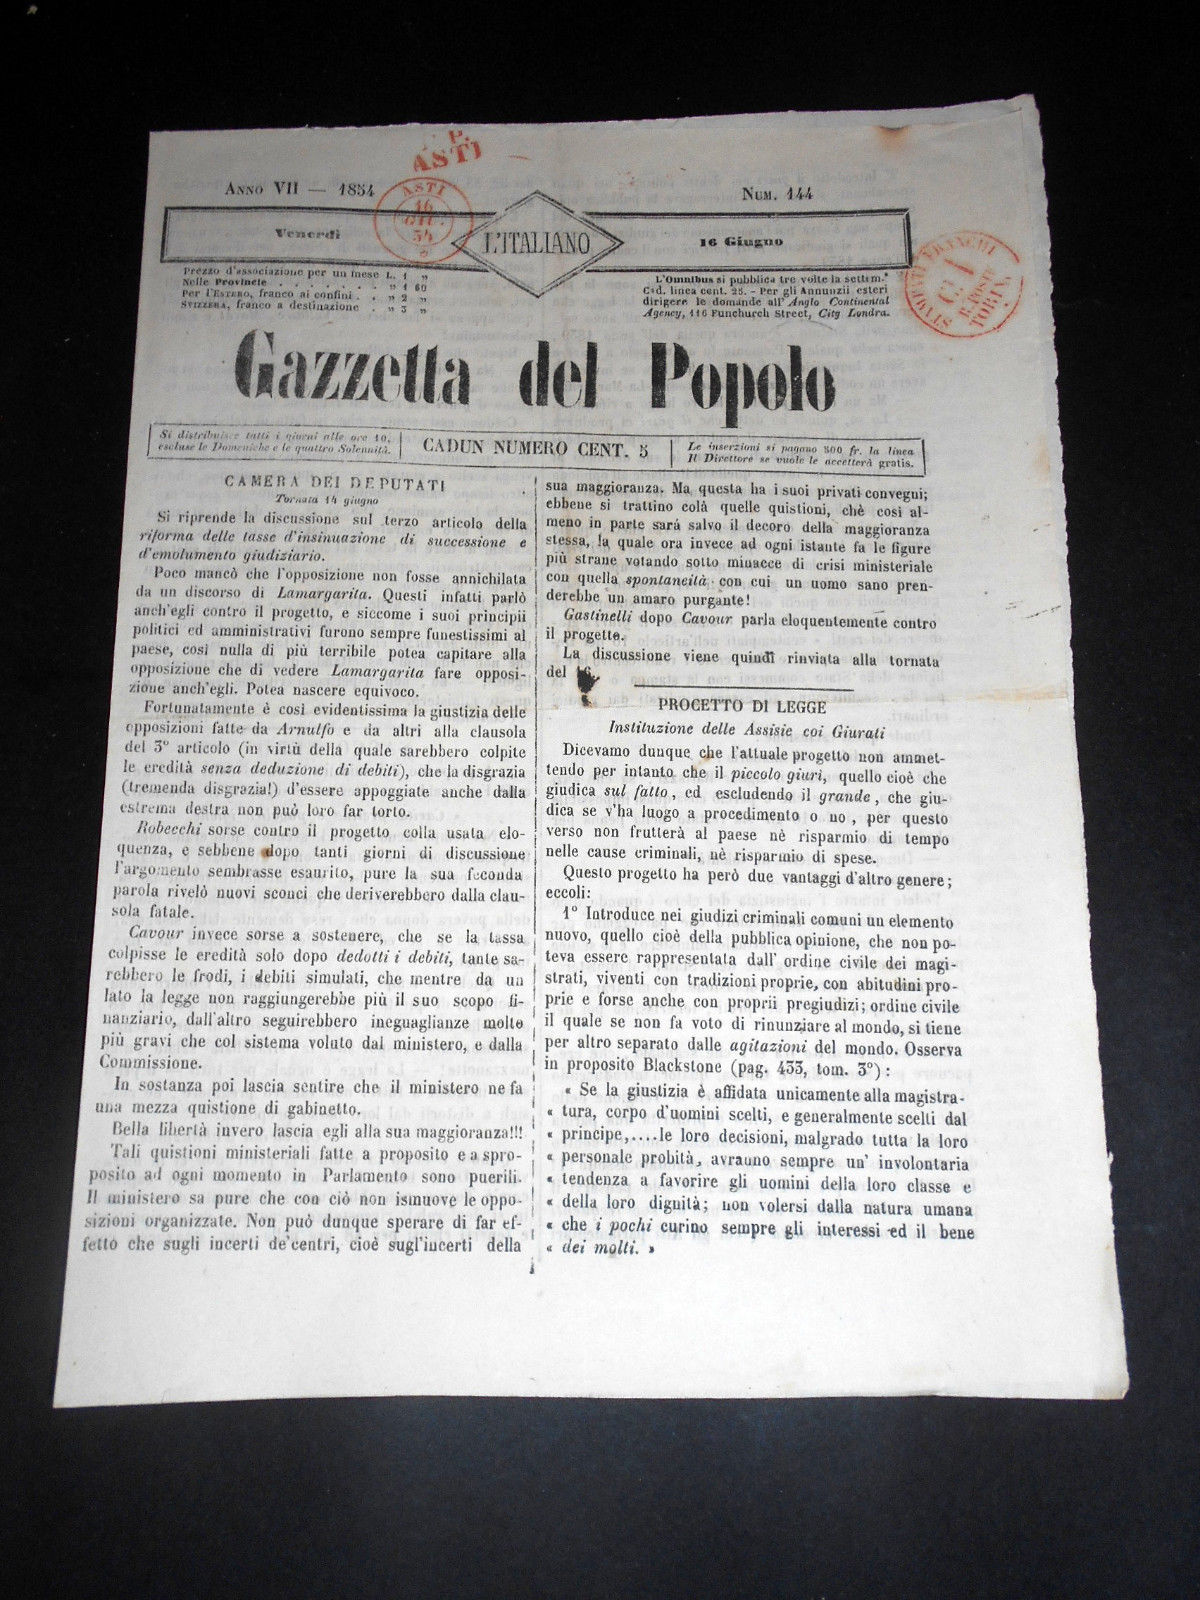 P.
ASTI
ANNO VII — 1854
ASTI
16
GIU.
54
NUM. 144
Venerdì
L'ITALIANO
16 Giugno
STAMPATI FRANCHI
C. 1
R. POSTE
TORINO
Prezzo d'associazione per un mese L. 1 „
Nelle Provincie . . . . . . . „ 1 60
Per l'ESTERO, franco ai confini . „ 2 „
SVIZZERA, franco a destinazione . „ 3 „
L'Omnibus si pubblica tre volte la settim.ª
Cad. linea cent. 25. - Per gli Annunzii esteri
dirigere le domande all' Anglo Continental
Agency, 116 Funchurch Street, City Londra.
Gazzetta del Popolo
Si distribuisce tutti i giorni alle ore 10,
escluse le Domeniche e le quattro Solennità.
CADUN NUMERO CENT. 5
Le inserzioni si pagano 500 fr. la linea
Il Direttore se vuole le accetterà gratis.
CAMERA DEI DEPUTATI
Tornata 14 giugno
Si riprende la discussione sul terzo articolo della
riforma delle tasse d'insinuazione di successione e
d'emolumento giudiziario.
Poco mancò che l'opposizione non fosse annichilata
da un discorso di Lamargarita. Questi infatti parlò
anch'egli contro il progetto, e siccome i suoi principii
politici ed amministrativi furono sempre funestissimi al
paese, così nulla di più terribile potea capitare alla
opposizione che di vedere Lamargarita fare opposi-
zione anch'egli. Potea nascere equivoco.
Fortunatamente è così evidentissima la giustizia delle
opposizioni fatte da Arnulfo e da altri alla clausola
del 3º articolo (in virtù della quale sarebbero colpite
le eredità senza deduzione di debiti), che la disgrazia
(tremenda disgrazia!) d'essere appoggiate anche dalla
estrema destra non può loro far torto.
Robecchi sorse contro il progetto colla usata elo-
quenza, e sebbene dopo tanti giorni di discussione
l'argomento sembrasse esaurito, pure la sua feconda
parola rivelò nuovi sconci che deriverebbero dalla clau-
sola fatale.
Cavour invece sorse a sostenere, che se la tassa
colpisse le eredità solo dopo dedotti i debiti, tante sa-
rebbero le frodi, i debiti simulati, che mentre da un
lato la legge non raggiungerebbe più il suo scopo fi-
nanziario, dall'altro seguirebbero ineguaglianze molto
più gravi che col sistema voluto dal ministero, e dalla
Commissione.
In sostanza poi lascia sentire che il ministero ne fa
una mezza quistione di gabinetto.
Bella libertà invero lascia egli alla sua maggioranza!!!
Tali quistioni ministeriali fatte a proposito e a spro-
posito ad ogni momento in Parlamento sono puerili.
Il ministero sa pure che con ciò non ismuove le oppo-
sizioni organizzate. Non può dunque sperare di far ef-
fetto che sugli incerti de'centri, cioè sugl'incerti della
sua maggioranza. Ma questa ha i suoi privati convegni;
ebbene si trattino colà quelle quistioni, chè così al-
meno in parte sarà salvo il decoro della maggioranza
stessa, la quale ora invece ad ogni istante fa le figure
più strane votando sotto minacce di crisi ministeriale
con quella spontaneità con cui un uomo sano pren-
derebbe un amaro purgante!
Gastinelli dopo Cavour parla eloquentemente contro
il progetto.
La discussione viene quindi rinviata alla tornata
del 16.
PROGETTO DI LEGGE
Instituzione delle Assisie coi Giurati
Dicevamo dunque che l'attuale progetto non ammet-
tendo per intanto che il piccolo giurì, quello cioè che
giudica sul fatto, ed escludendo il grande, che giu-
dica se v'ha luogo a procedimento o no, per questo
verso non frutterà al paese nè risparmio di tempo
nelle cause criminali, nè risparmio di spese.
Questo progetto ha però due vantaggi d'altro genere;
eccoli:
1º Introduce nei giudizi criminali comuni un elemento
nuovo, quello cioè della pubblica opinione, che non po-
teva essere rappresentata dall' ordine civile dei magi-
strati, viventi con tradizioni proprie, con abitudini pro-
prie e forse anche con proprii pregiudizi; ordine civile
il quale se non fa voto di rinunziare al mondo, si tiene
per altro separato dalle agitazioni del mondo. Osserva
in proposito Blackstone (pag. 433, tom. 3º):
« Se la giustizia è affidata unicamente alla magistra-
« tura, corpo d'uomini scelti, e generalmente scelti dal
« principe,....le loro decisioni, malgrado tutta la loro
« personale probità, avranno sempre un' involontaria
« tendenza a favorire gli uomini della loro classe e
« della loro dignità; non volersi dalla natura umana
« che i pochi curino sempre gli interessi ed il bene
« dei molti. »